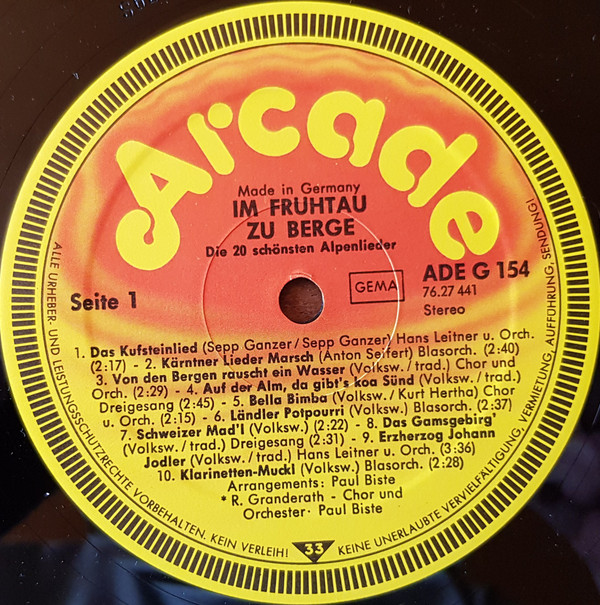 Arcade
Made in Germany
IM FRUHTAU
ZU BERGE
Die 20 schönsten Alpenlieder
Seite 1
GEMA
ADE G 154
76.27 441
Stereo
1. Das Kufsteinlied (Sepp Ganzer/Sepp Ganzer) Hans Leitner u. Orch.
(2:17) - 2. Kärntner Lieder Marsch (Anton Seifert) Blasorch. (2:40)
3. Von den Bergen rauscht ein Wasser (Volksw./trad.) Chor und
Orch. (2:29) - 4. Auf der Alm, da gibt's koa Sünd (Volksw./trad.)
Dreigesang (2:45) - 5. Bella Bimba (Volksw./Kurt Hertha) Chor
u. Orch. (2:15) - 6. Ländler Potpourri (Volksw.) Blasorch. (2:37)
7. Schweizer Mad'l (Volksw.) (2:22) - 8. Das Gamsgebirg*
(Volksw./trad.) Dreigesang (2:31) - 9. Erzherzog Johann
Jodler (Volksw./trad.) Hans Leitner u. Orch. (3:36)
10. Klarinetten-Muckl (Volksw.) Blasorch. (2:28)
Arrangements: Paul Biste
* R. Granderath - Chor und
Orchester: Paul Biste
ALLE URHEBER- UND LEISTUNGSSCHUTZRECHTE VORBEHALTEN. KEIN VERLEIH! 33 KEINE UNERLAUBTE VERVIELFÄLTIGUNG, VERMIETUNG, AUFFÜHRUNG, SENDUNG!